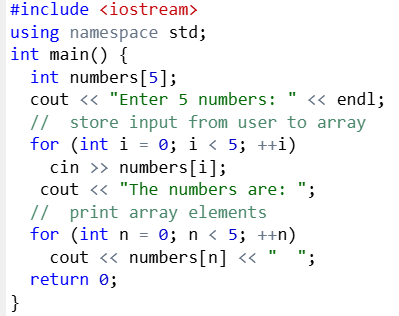 #include <iostream>
using namespace std;
int main() {
  int numbers[5];
  cout << "Enter 5 numbers: " << endl;
  //  store input from user to array
  for (int i = 0; i < 5; ++i)
    cin >> numbers[i];
   cout << "The numbers are: ";
  //  print array elements
  for (int n = 0; n < 5; ++n)
    cout << numbers[n] << "  ";
  return 0;
}